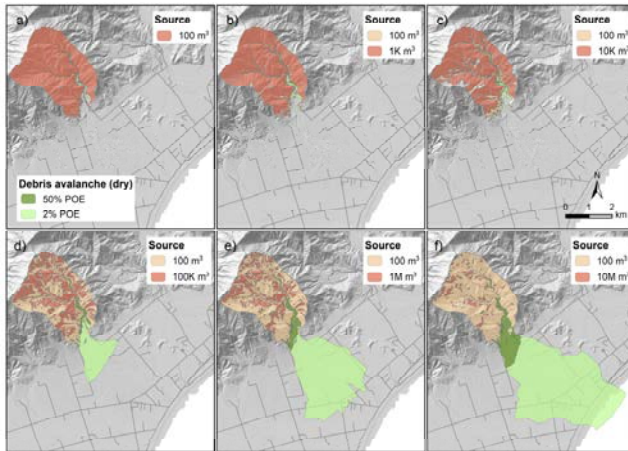 a)
Source
100 m³
b)
Source
100 m³
1K m³
c)
Source
100 m³
10K m³
Debris avalanche (dry)
50% POE
2% POE
N
0 1 2
km
d)
Source
100 m³
100K m³
e)
Source
100 m³
1M m³
f)
Source
100 m³
10M m³